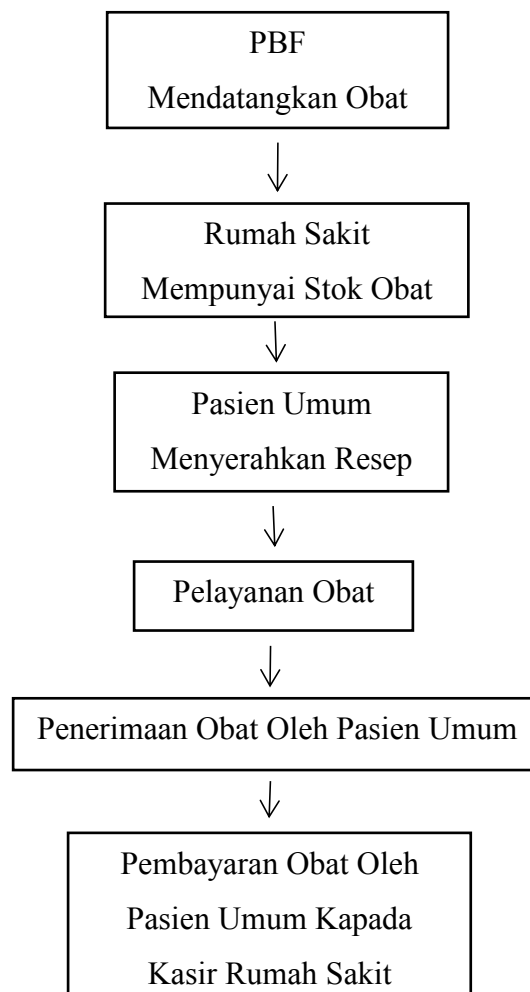 PBF
Mendatangkan Obat
Rumah Sakit
Mempunyai Stok Obat
Pasien Umum
Menyerahkan Resep
Pelayanan Obat
Penerimaan Obat Oleh Pasien Umum
Pembayaran Obat Oleh
Pasien Umum Kapada
Kasir Rumah Sakit